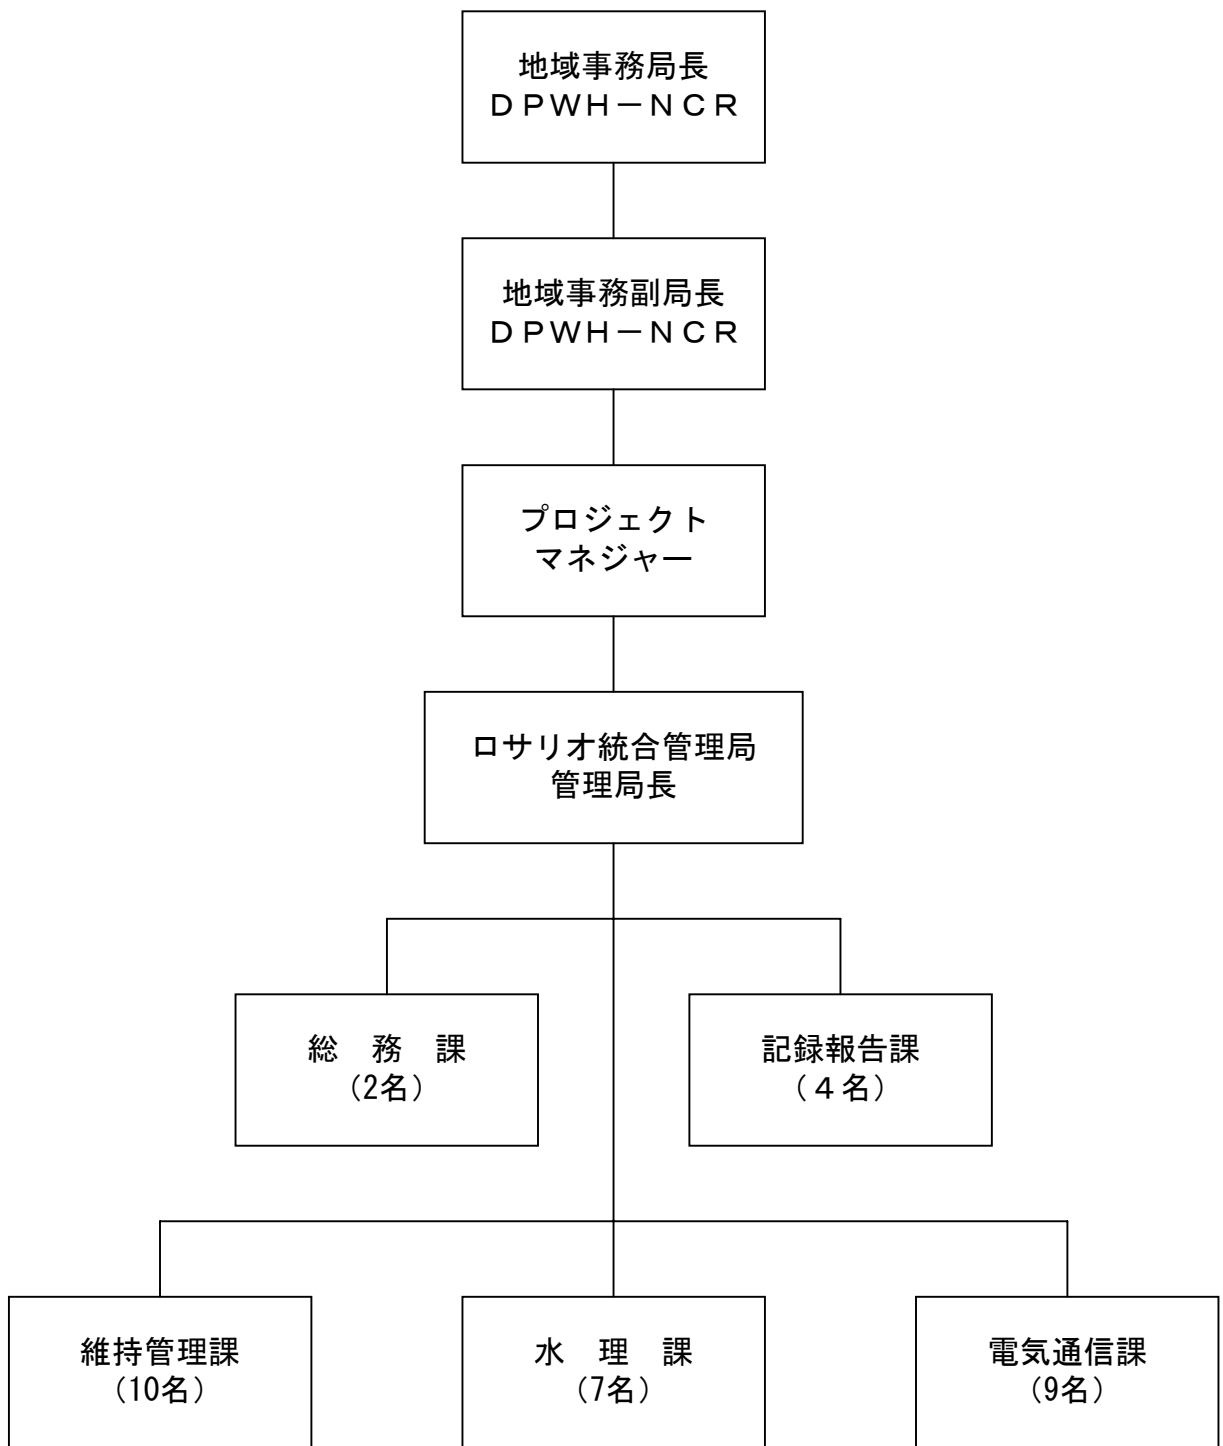 地域事務局長
ＤＰＷＨ－ＮＣＲ
地域事務副局長
ＤＰＷＨ－ＮＣＲ
プロジェクト
マネジャー
ロサリオ統合管理局
管理局長
総　務　課
（2名）
記録報告課
（４名）
維持管理課
（10名）
水　理　課
（7名）
電気通信課
（9名）